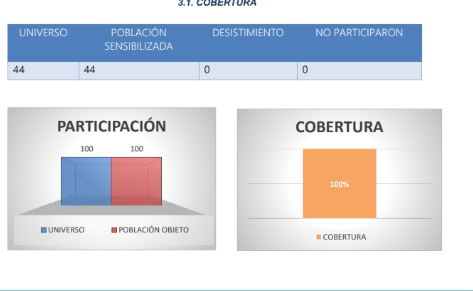 3.1. COBERTURA
UNIVERSO POBLACIÓN SENSIBILIZADA DESISTIMIENTO NO PARTICIPARON
44 44 0 0
PARTICIPACIÓN
100 100
UNIVERSO POBLACIÓN OBJETO
COBERTURA
100%
COBERTURA